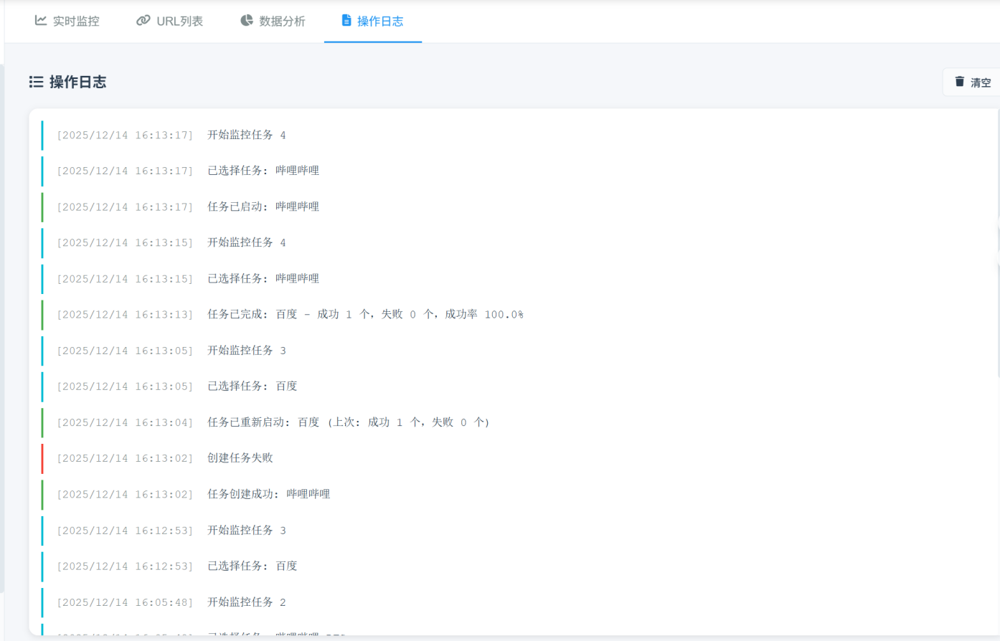 实时监控 URL列表 数据分析 操作日志
操作日志 清空
[2025/12/14 16:13:17] 开始监控任务 4
[2025/12/14 16:13:17] 已选择任务: 哔哩哔哩
[2025/12/14 16:13:17] 任务已启动: 哔哩哔哩
[2025/12/14 16:13:15] 开始监控任务 4
[2025/12/14 16:13:15] 已选择任务: 哔哩哔哩
[2025/12/14 16:13:13] 任务已完成: 百度 - 成功 1 个, 失败 0 个, 成功率 100.0%
[2025/12/14 16:13:05] 开始监控任务 3
[2025/12/14 16:13:05] 已选择任务: 百度
[2025/12/14 16:13:04] 任务已重新启动: 百度 (上次: 成功 1 个, 失败 0 个)
[2025/12/14 16:13:02] 创建任务失败
[2025/12/14 16:13:02] 任务创建成功: 哔哩哔哩
[2025/12/14 16:12:53] 开始监控任务 3
[2025/12/14 16:12:53] 已选择任务: 百度
[2025/12/14 16:05:48] 开始监控任务 2